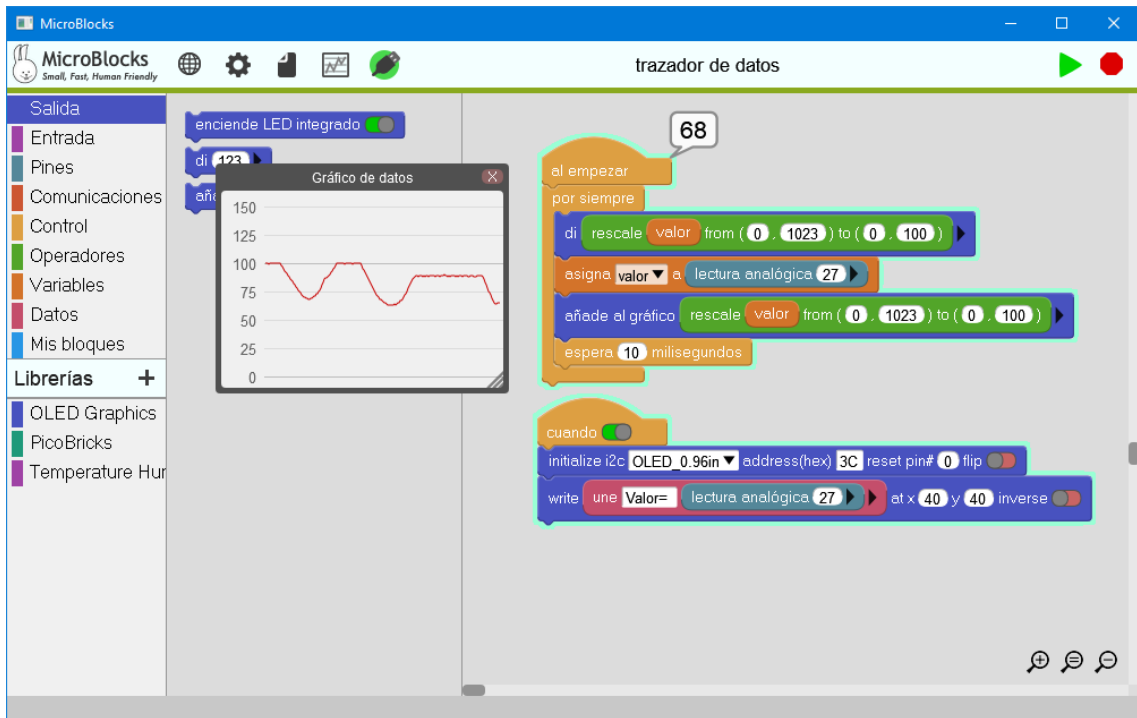 MicroBlocks
MicroBlocks
Small, Fast, Human Friendly
trazador de datos
Salida
Entrada
Pines
Comunicaciones
Control
Operadores
Variables
Datos
Mis bloques
Librerías +
OLED Graphics
PicoBricks
Temperature Hur
enciende LED integrado
di 123
aña
Gráfico de datos X
150
125
100
75
50
25
0
68
al empezar
por siempre
di rescale valor from ( 0 , 1023 ) to ( 0 , 100 )
asigna valor a lectura analógica 27
añade al gráfico rescale valor from ( 0 , 1023 ) to ( 0 , 100 )
espera 10 milisegundos
cuando
initialize i2c OLED_0.96in address(hex) 3C reset pin# 0 flip
write une Valor= lectura analógica 27 at x 40 y 40 inverse